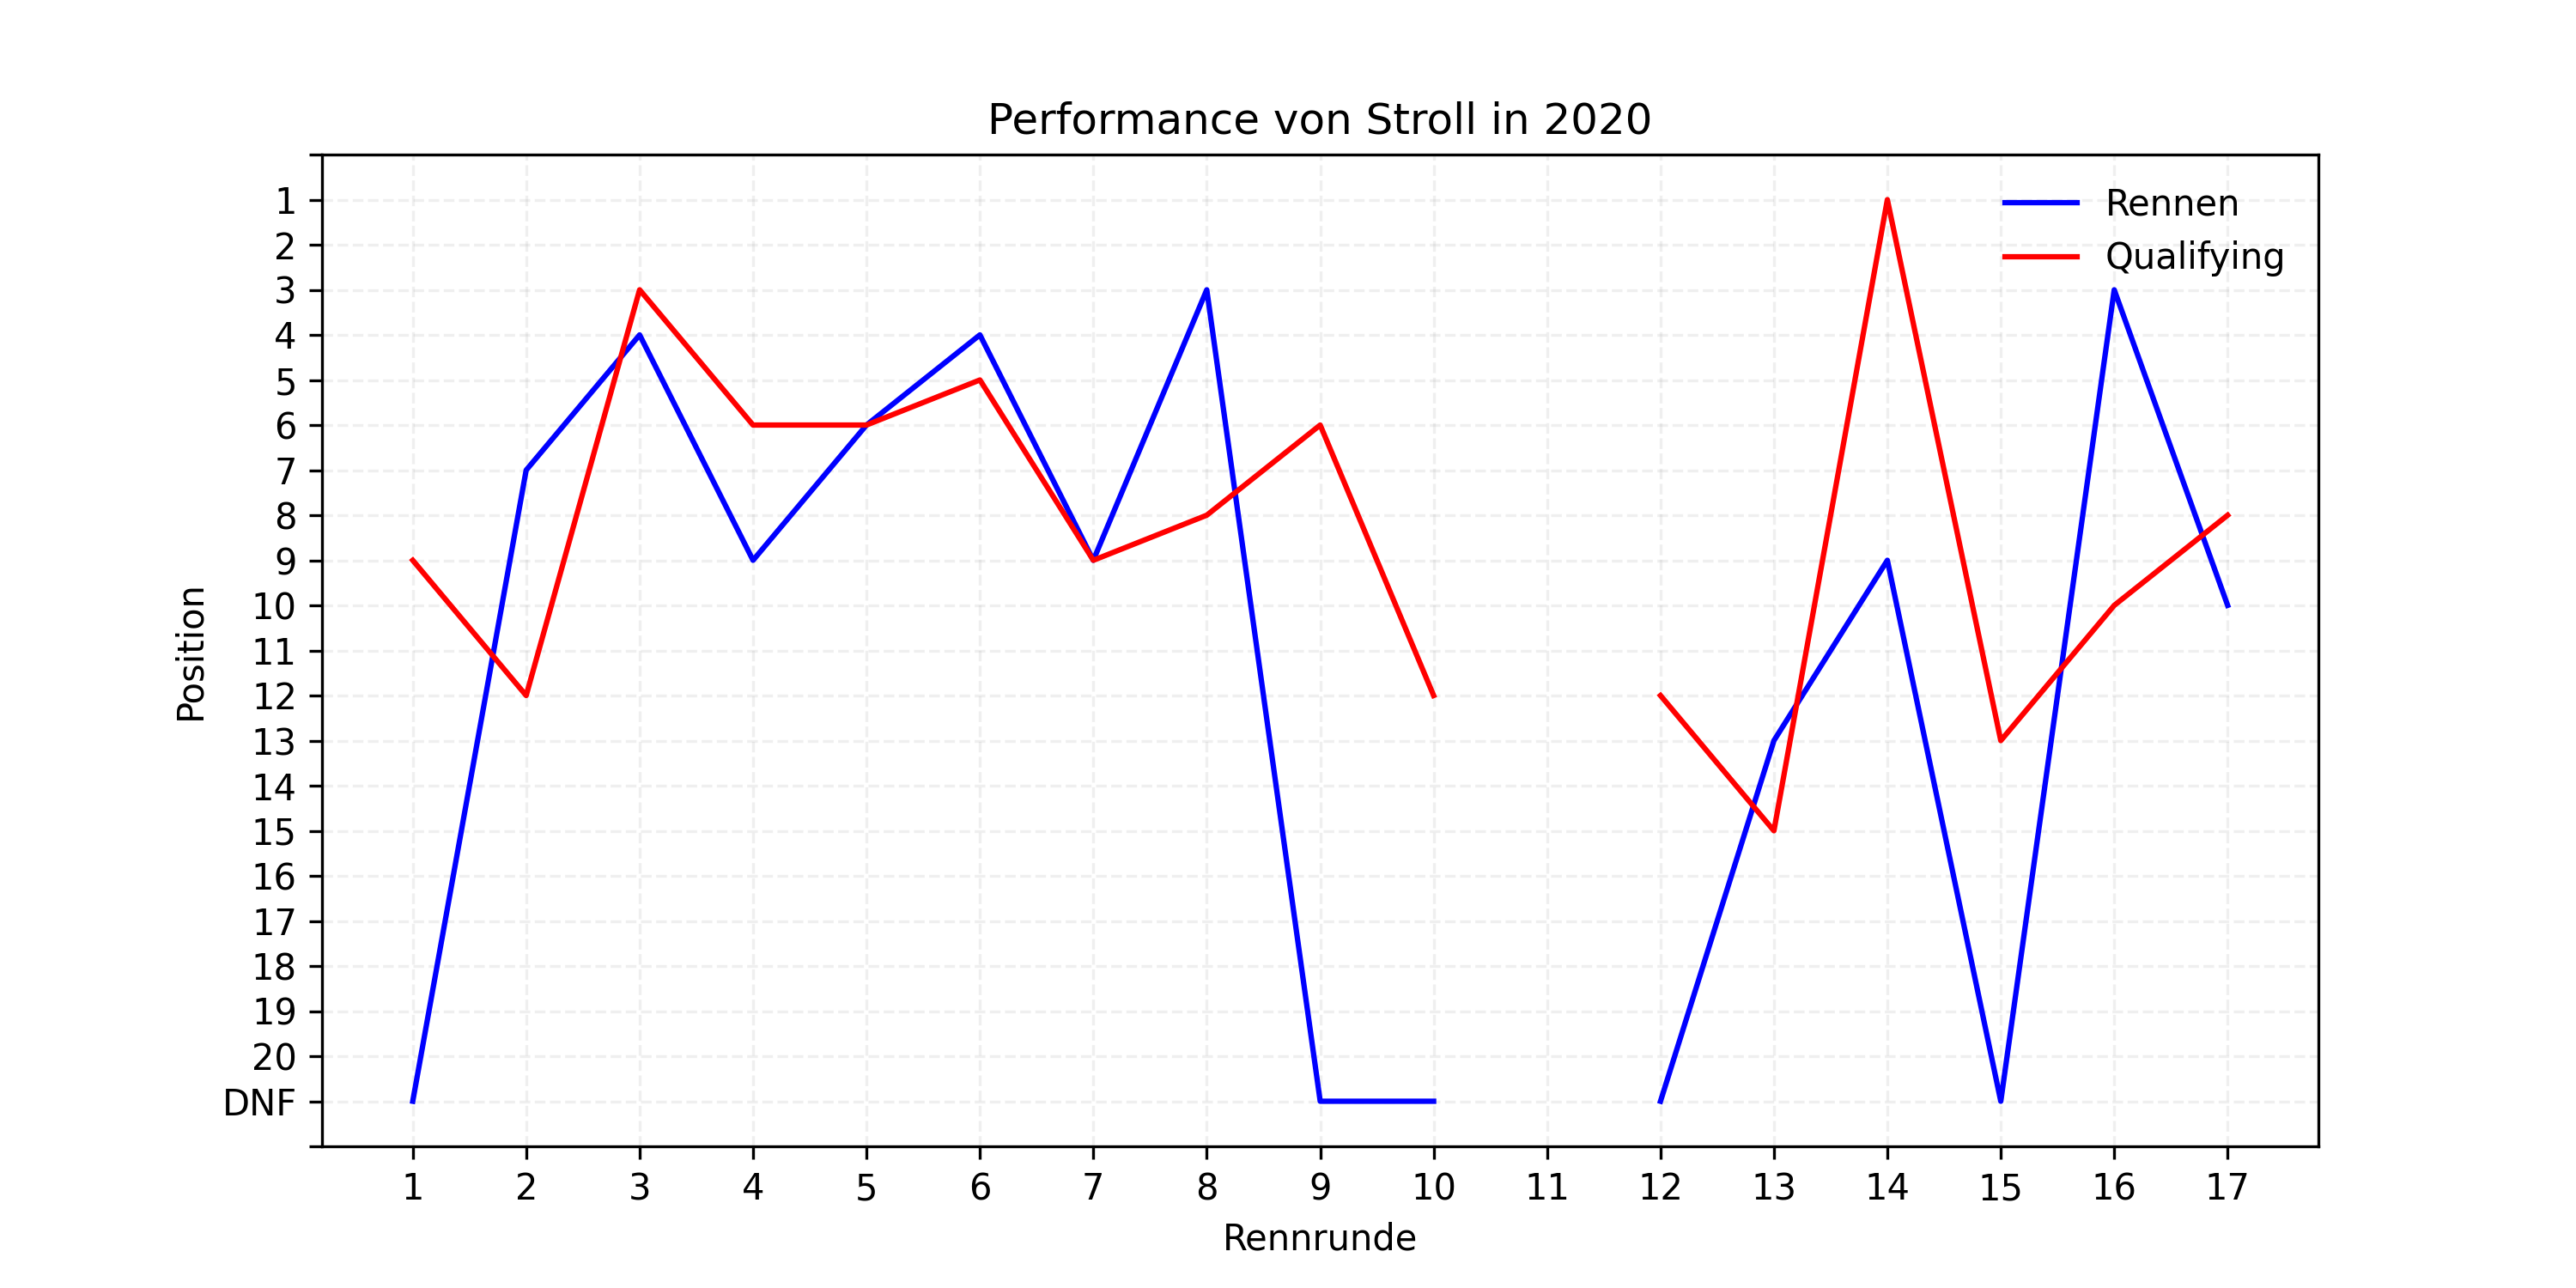 Performance von Stroll in 2020
Rennen
Qualifying
Position
1
2
3
4
5
6
7
8
9
10
11
12
13
14
15
16
17
18
19
20
DNF
1 2 3 4 5 6 7 8 9 10 11 12 13 14 15 16 17
Rennrunde